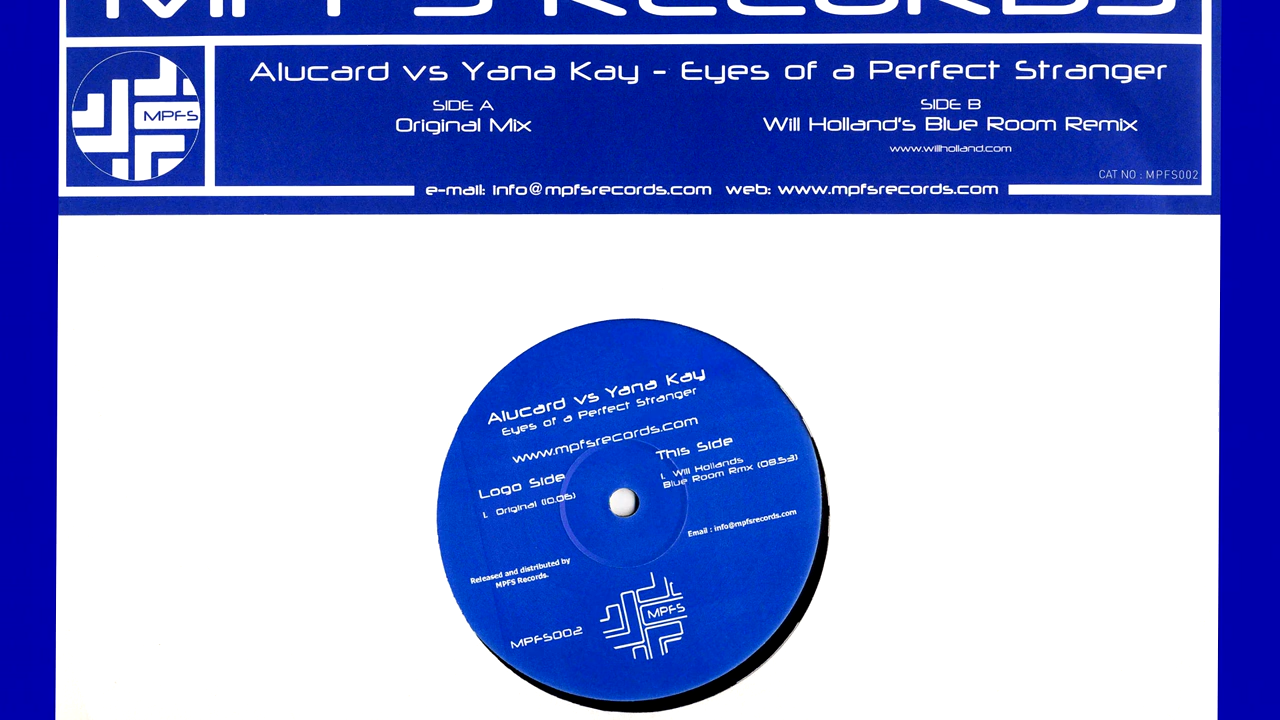 MPFS RECORDS
Alucard vs Yana Kay - Eyes of a Perfect Stranger
SIDE A
Original Mix
SIDE B
Will Holland's Blue Room Remix
www.willholland.com
MPFS
CAT NO : MPFS002
e-mail: info@mpfsrecords.com web: www.mpfsrecords.com
Alucard vs Yana Kay
Eyes of a Perfect Stranger
www.mpfsrecords.com
Logo Side
1. Original (10.06)
This Side
1. Will Hollands
Blue Room Rmx (08.53)
Email : info@mpfsrecords.com
Released and distributed by
MPFS Records.
MPFS002
MPFS